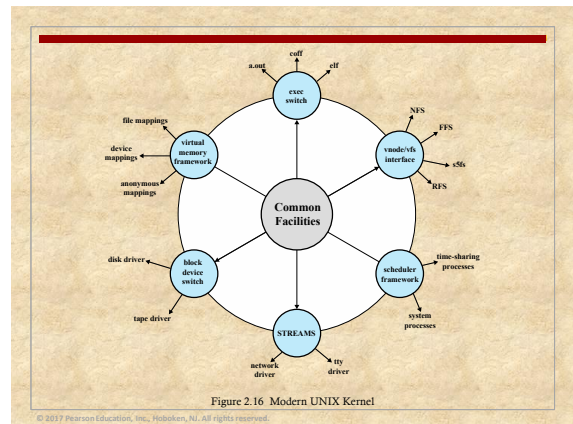 coff
a.out
elf
exec
switch
file mappings
virtual
memory
framework
device
mappings
anonymous
mappings
NFS
FFS
vnode/vfs
interface
s5fs
RFS
Common
Facilities
disk driver
block
device
switch
tape driver
time-sharing
processes
scheduler
framework
system
processes
STREAMS
network
driver
tty
driver
Figure 2.16 Modern UNIX Kernel
© 2017 Pearson Education, Inc., Hoboken, NJ. All rights reserved.